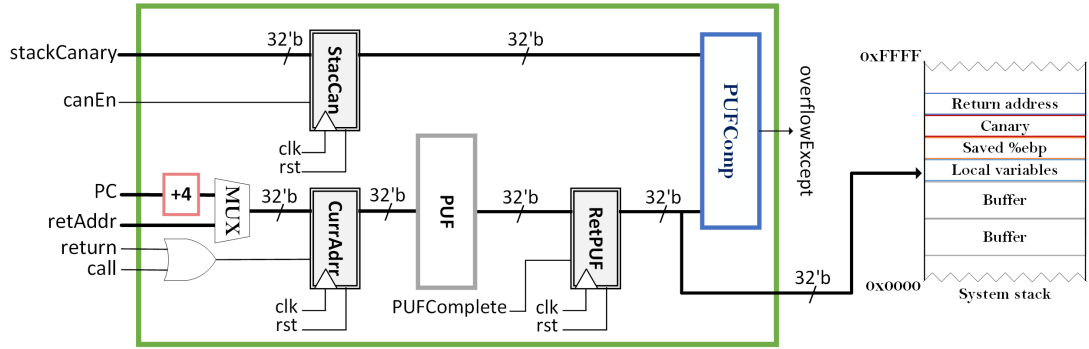 stackCanary
32'b
StacCan
32'b
canEn
clk
rst
PUFComp
overflowExcept
PC
+4
MUX
retAddr
return
call
32'b
CurrAdrr
clk
rst
32'b
PUF
32'b
PUFComplete
RetPUF
clk
rst
32'b
32'b
0xFFFF
Return address
Canary
Saved %ebp
Local variables
Buffer
Buffer
0x0000
System stack